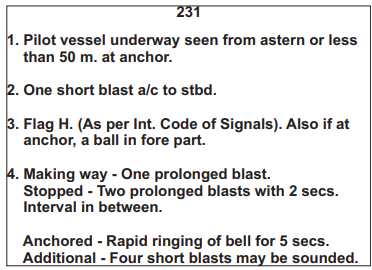 231
1. Pilot vessel underway seen from astern or less
than 50 m. at anchor.
2. One short blast a/c to stbd.
3. Flag H. (As per Int. Code of Signals). Also if at
anchor, a ball in fore part.
4. Making way - One prolonged blast.
Stopped - Two prolonged blasts with 2 secs.
Interval in between.
Anchored - Rapid ringing of bell for 5 secs.
Additional - Four short blasts may be sounded.